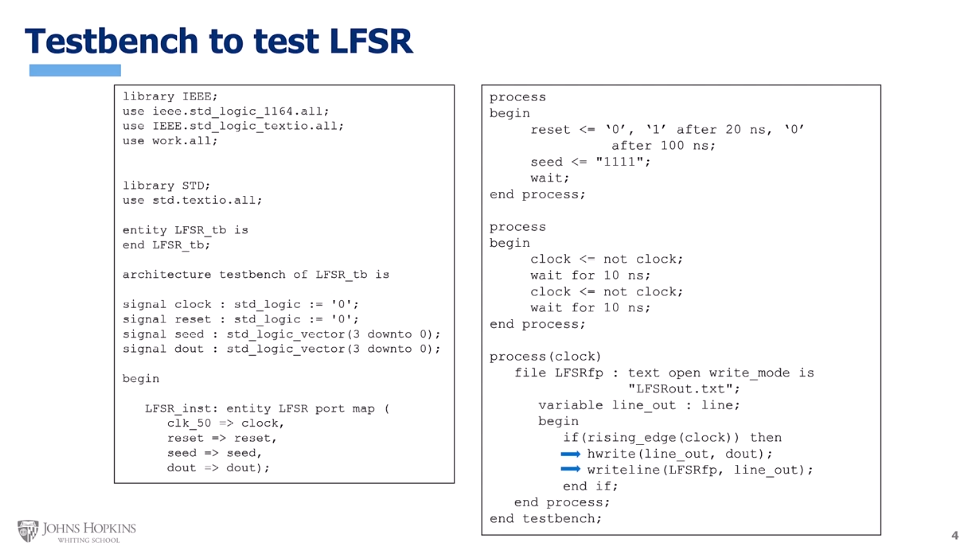 Testbench to test LFSR
library IEEE;
use ieee.std_logic_1164.all;
use IEEE.std_logic_textio.all;
use work.all;
library STD;
use std.textio.all;
entity LFSR_tb is
end LFSR_tb;
architecture testbench of LFSR_tb is
signal clock : std_logic := '0';
signal reset : std_logic := '0';
signal seed : std_logic_vector(3 downto 0);
signal dout : std_logic_vector(3 downto 0);
begin
LFSR_inst: entity LFSR port map (
clk_50 => clock,
reset => reset,
seed => seed,
dout => dout);
process
begin
reset <= ‘0’, ‘1’ after 20 ns, ‘0’
after 100 ns;
seed <= "1111";
wait;
end process;
process
begin
clock <= not clock;
wait for 10 ns;
clock <= not clock;
wait for 10 ns;
end process;
process(clock)
file LFSRfp : text open write_mode is
"LFSRout.txt";
variable line_out : line;
begin
if(rising_edge(clock)) then
hwrite(line_out, dout);
writeline(LFSRfp, line_out);
end if;
end process;
end testbench;
JOHNS HOPKINS
WHITING SCHOOL
4